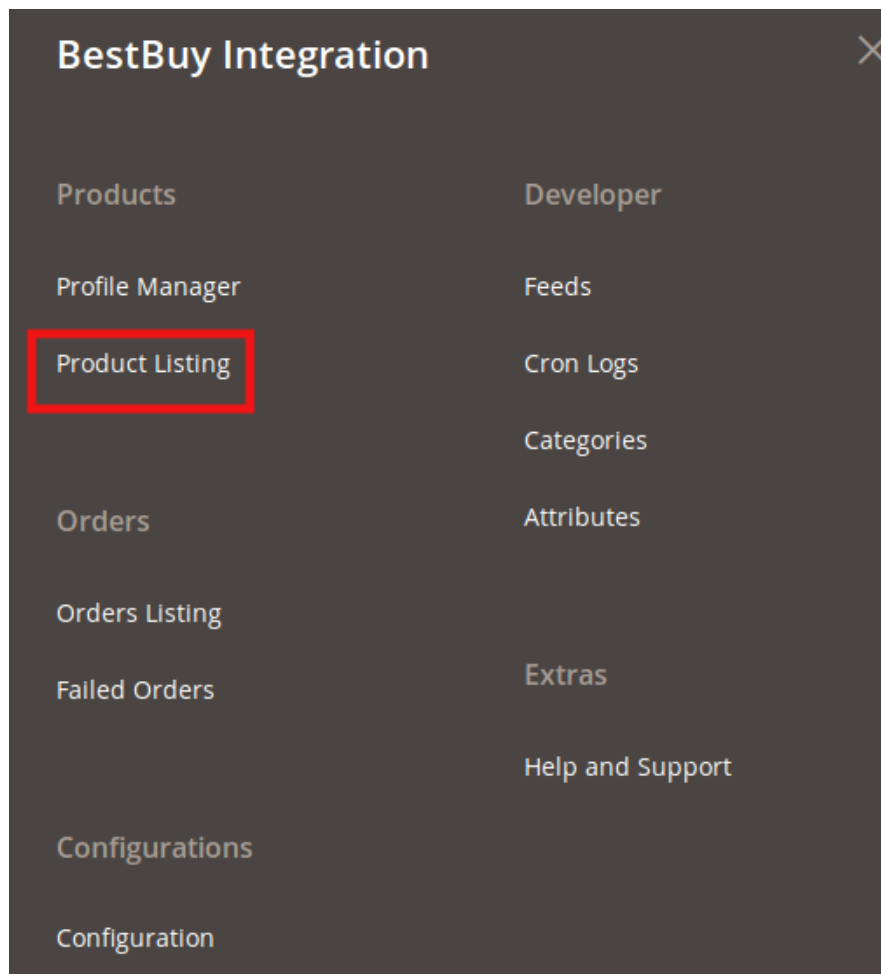 BestBuy Integration
Products
Profile Manager
Product Listing
Orders
Orders Listing
Failed Orders
Configurations
Configuration
Developer
Feeds
Cron Logs
Categories
Attributes
Extras
Help and Support